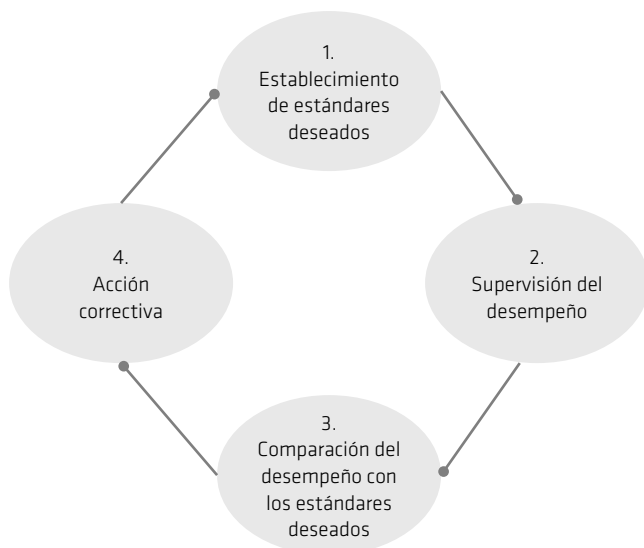 1.
Establecimiento
de estándares
deseados
2.
Supervisión del
desempeño
3.
Comparación del
desempeño con
los estándares
deseados
4.
Acción
correctiva